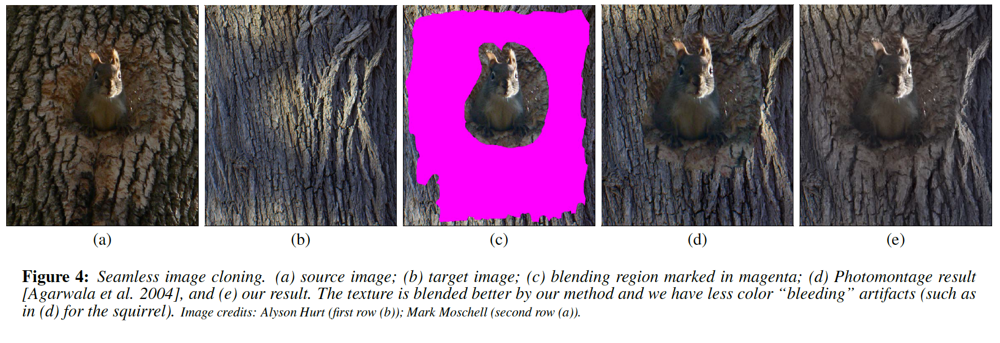 (a) (b) (c) (d) (e)
Figure 4: Seamless image cloning. (a) source image; (b) target image; (c) blending region marked in magenta; (d) Photomontage result
[Agarwala et al. 2004], and (e) our result. The texture is blended better by our method and we have less color “bleeding” artifacts (such as
in (d) for the squirrel). Image credits: Alyson Hurt (first row (b)); Mark Moschell (second row (a)).